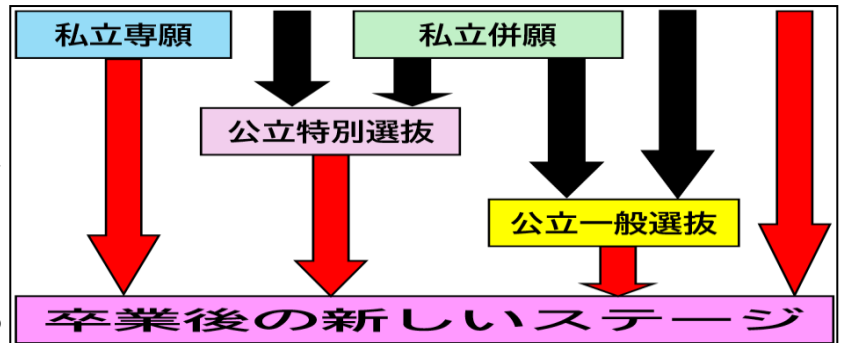 私立専願
私立併願
公立特別選抜
公立一般選抜
卒業後の新しいステージ